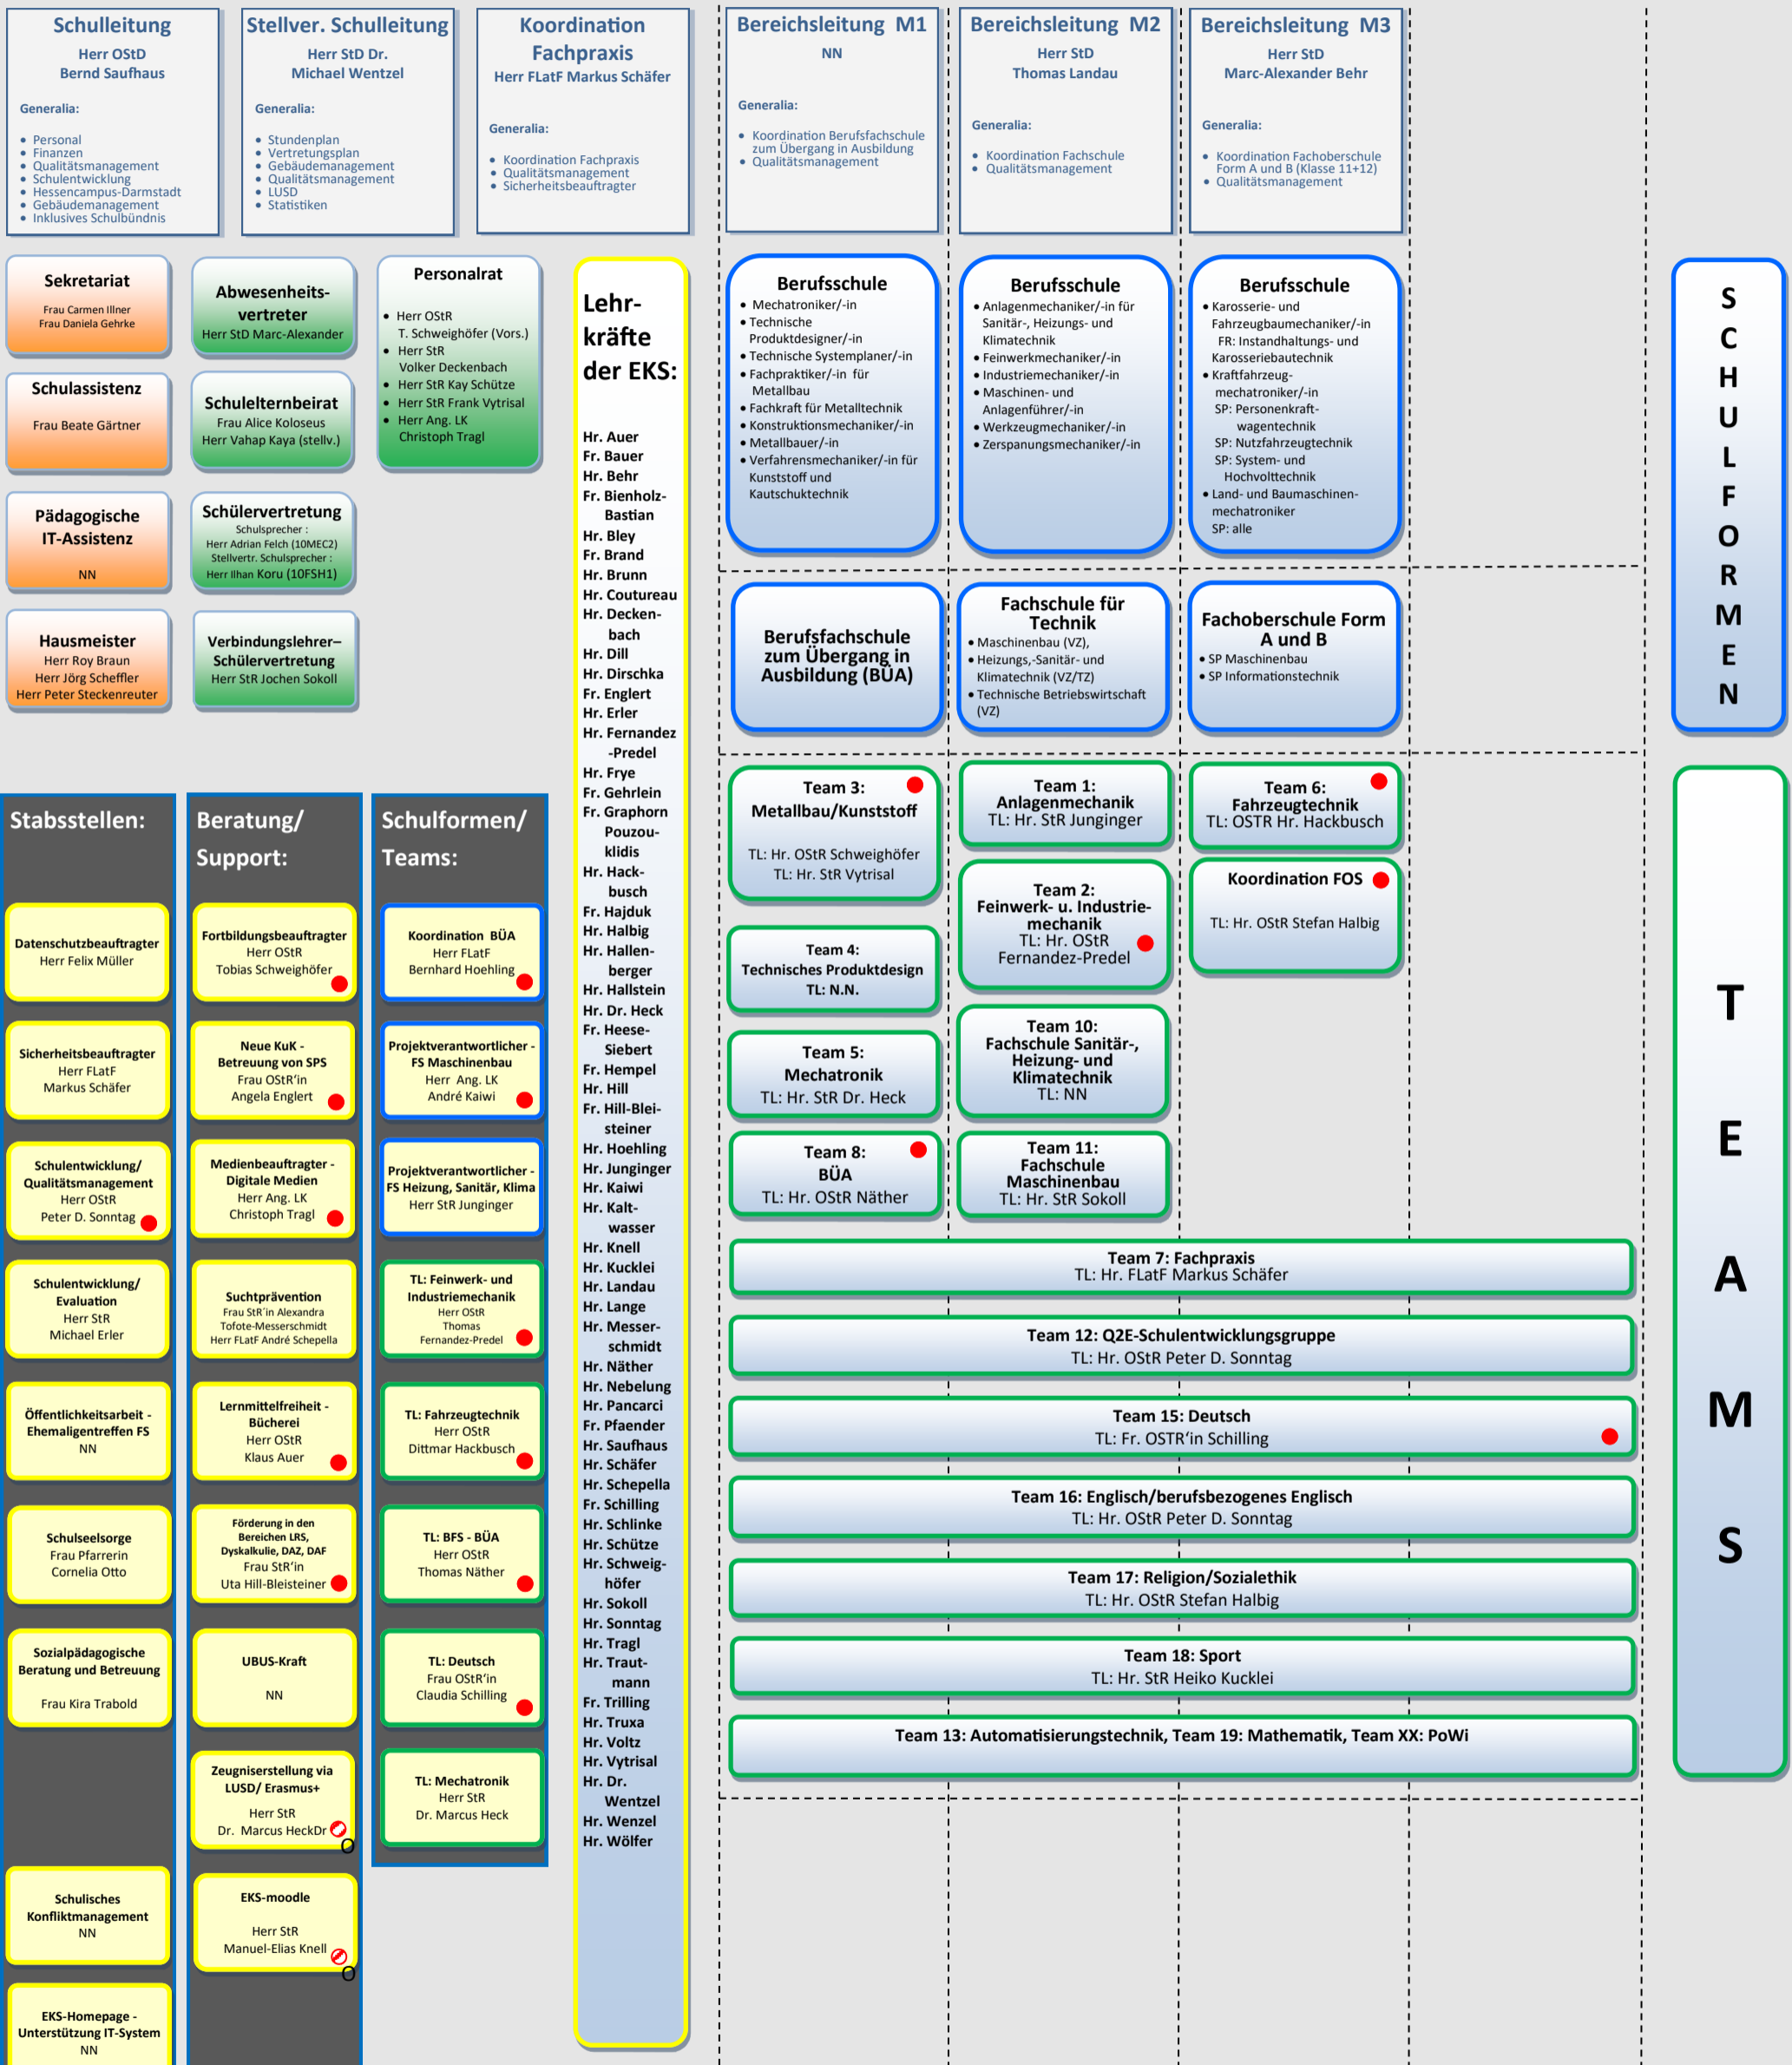 Schulleitung
Herr OStD
Bernd Saufhaus
Generalia:
• Personal
• Finanzen
• Qualitätsmanagement
• Schulentwicklung
• Hessencampus-Darmstadt
• Gebäudemanagement
• Inklusives Schulbündnis
Stellver. Schulleitung
Herr StD Dr.
Michael Wentzel
Generalia:
• Stundenplan
• Vertretungsplan
• Gebäudemanagement
• Qualitätsmanagement
• LUSD
• Statistiken
Koordination
Fachpraxis
Herr FLatF Markus Schäfer
Generalia:
• Koordination Fachpraxis
• Qualitätsmanagement
• Sicherheitsbeauftragter
Bereichsleitung M1
NN
Generalia:
• Koordination Berufsfachschule
zum Übergang in Ausbildung
• Qualitätsmanagement
Bereichsleitung M2
Herr StD
Thomas Landau
Generalia:
• Koordination Fachschule
• Qualitätsmanagement
Bereichsleitung M3
Herr StD
Marc-Alexander Behr
Generalia:
• Koordination Fachoberschule
Form A und B (Klasse 11+12)
• Qualitätsmanagement
Sekretariat
Frau Carmen Illner
Frau Daniela Gehrke
Schulassistenz
Frau Beate Gärtner
Pädagogische
IT-Assistenz
NN
Hausmeister
Herr Roy Braun
Herr Jörg Scheffler
Herr Peter Steckenreuter
Abwesenheits-
vertreter
Herr StD Marc-Alexander
Schulelternbeirat
Frau Alice Koloseus
Herr Vahap Kaya (stellv.)
Schülervertretung
Schulsprecher :
Herr Adrian Felch (10MEC2)
Stellvertr. Schulsprecher :
Herr Ilhan Koru (10FSH1)
Verbindungslehrer–
Schülervertretung
Herr StR Jochen Sokoll
Personalrat
• Herr OStR
T. Schweighöfer (Vors.)
• Herr StR
Volker Deckenbach
• Herr StR Kay Schütze
• Herr StR Frank Vytrisal
• Herr Ang. LK
Christoph Tragl
Stabsstellen:
Datenschutzbeauftragter
Herr Felix Müller
Sicherheitsbeauftragter
Herr FLatF
Markus Schäfer
Schulentwicklung/
Qualitätsmanagement
Herr OStR
Peter D. Sonntag
Schulentwicklung/
Evaluation
Herr StR
Michael Erler
Öffentlichkeitsarbeit -
Ehemaligentreffen FS
NN
Schulseelsorge
Frau Pfarrerin
Cornelia Otto
Sozialpädagogische
Beratung und Betreuung
Frau Kira Trabold
Schulisches
Konfliktmanagement
NN
EKS-Homepage -
Unterstützung IT-System
NN
Beratung/
Support:
Fortbildungsbeauftragter
Herr OStR
Tobias Schweighöfer
Neue KuK -
Betreuung von SPS
Frau OStR'in
Angela Englert
Medienbeauftragter -
Digitale Medien
Herr Ang. LK
Christoph Tragl
Suchtprävention
Frau StR´in Alexandra
Tofote-Messerschmidt
Herr FLatF André Schepella
Lernmittelfreiheit -
Bücherei
Herr OStR
Klaus Auer
Förderung in den
Bereichen LRS,
Dyskalkulie, DAZ, DAF
Frau StR‘in
Uta Hill-Bleisteiner
UBUS-Kraft
NN
Zeugniserstellung via
LUSD/ Erasmus+
Herr StR
Dr. Marcus HeckDr
O
EKS-moodle
Herr StR
Manuel-Elias Knell
O
Schulformen/
Teams:
Koordination BÜA
Herr FLatF
Bernhard Hoehling
Projektverantwortlicher -
FS Maschinenbau
Herr Ang. LK
André Kaiwi
Projektverantwortlicher -
FS Heizung, Sanitär, Klima
Herr StR Junginger
TL: Feinwerk- und
Industriemechanik
Herr OStR
Thomas
Fernandez-Predel
TL: Fahrzeugtechnik
Herr OStR
Dittmar Hackbusch
TL: BFS - BÜA
Herr OStR
Thomas Näther
TL: Deutsch
Frau OStR‘in
Claudia Schilling
TL: Mechatronik
Herr StR
Dr. Marcus Heck
Lehr-
kräfte
der EKS:
Hr. Auer
Fr. Bauer
Hr. Behr
Fr. Bienholz-
Bastian
Hr. Bley
Fr. Brand
Hr. Brunn
Hr. Coutureau
Hr. Decken-
bach
Hr. Dill
Hr. Dirschka
Fr. Englert
Hr. Erler
Hr. Fernandez
-Predel
Hr. Frye
Fr. Gehrlein
Fr. Graphorn
Pouzou-
klidis
Hr. Hack-
busch
Fr. Hajduk
Hr. Halbig
Hr. Hallen-
berger
Hr. Hallstein
Hr. Dr. Heck
Fr. Heese-
Siebert
Fr. Hempel
Hr. Hill
Fr. Hill-Blei-
steiner
Hr. Hoehling
Hr. Junginger
Hr. Kaiwi
Hr. Kalt-
wasser
Hr. Knell
Hr. Kucklei
Hr. Landau
Hr. Lange
Hr. Messer-
schmidt
Hr. Näther
Hr. Nebelung
Hr. Pancarci
Fr. Pfaender
Hr. Saufhaus
Hr. Schäfer
Hr. Schepella
Fr. Schilling
Hr. Schlinke
Hr. Schütze
Hr. Schweig-
höfer
Hr. Sokoll
Hr. Sonntag
Hr. Tragl
Hr. Traut-
mann
Fr. Trilling
Hr. Truxa
Hr. Voltz
Hr. Vytrisal
Hr. Dr.
Wentzel
Hr. Wenzel
Hr. Wölfer
Berufsschule
• Mechatroniker/-in
• Technische
Produktdesigner/-in
• Technische Systemplaner/-in
• Fachpraktiker/-in für
Metallbau
• Fachkraft für Metalltechnik
• Konstruktionsmechaniker/-in
• Metallbauer/-in
• Verfahrensmechaniker/-in für
Kunststoff und
Kautschuktechnik
Berufsschule
• Anlagenmechaniker/-in für
Sanitär-, Heizungs- und
Klimatechnik
• Feinwerkmechaniker/-in
• Industriemechaniker/-in
• Maschinen- und
Anlagenführer/-in
• Werkzeugmechaniker/-in
• Zerspanungsmechaniker/-in
Berufsschule
• Karosserie- und
Fahrzeugbaumechaniker/-in
FR: Instandhaltungs- und
Karosseriebautechnik
• Kraftfahrzeug-
mechatroniker/-in
SP: Personenkraft-
wagentechnik
SP: Nutzfahrzeugtechnik
SP: System- und
Hochvolttechnik
• Land- und Baumaschinen-
mechatroniker
SP: alle
Berufsfachschule
zum Übergang in
Ausbildung (BÜA)
Fachschule für
Technik
• Maschinenbau (VZ),
• Heizungs,-Sanitär- und
Klimatechnik (VZ/TZ)
• Technische Betriebswirtschaft
(VZ)
Fachoberschule Form
A und B
• SP Maschinenbau
• SP Informationstechnik
S
C
H
U
L
F
O
R
M
E
N
Team 3:
Metallbau/Kunststoff
TL: Hr. OStR Schweighöfer
TL: Hr. StR Vytrisal
Team 4:
Technisches Produktdesign
TL: N.N.
Team 5:
Mechatronik
TL: Hr. StR Dr. Heck
Team 8:
BÜA
TL: Hr. OStR Näther
Team 1:
Anlagenmechanik
TL: Hr. StR Junginger
Team 2:
Feinwerk- u. Industrie-
mechanik
TL: Hr. OStR
Fernandez-Predel
Team 10:
Fachschule Sanitär-,
Heizung- und
Klimatechnik
TL: NN
Team 11:
Fachschule
Maschinenbau
TL: Hr. StR Sokoll
Team 6:
Fahrzeugtechnik
TL: OSTR Hr. Hackbusch
Koordination FOS
TL: Hr. OStR Stefan Halbig
Team 7: Fachpraxis
TL: Hr. FLatF Markus Schäfer
Team 12: Q2E-Schulentwicklungsgruppe
TL: Hr. OStR Peter D. Sonntag
Team 15: Deutsch
TL: Fr. OSTR‘in Schilling
Team 16: Englisch/berufsbezogenes Englisch
TL: Hr. OStR Peter D. Sonntag
Team 17: Religion/Sozialethik
TL: Hr. OStR Stefan Halbig
Team 18: Sport
TL: Hr. StR Heiko Kucklei
Team 13: Automatisierungstechnik, Team 19: Mathematik, Team XX: PoWi
T
E
A
M
S